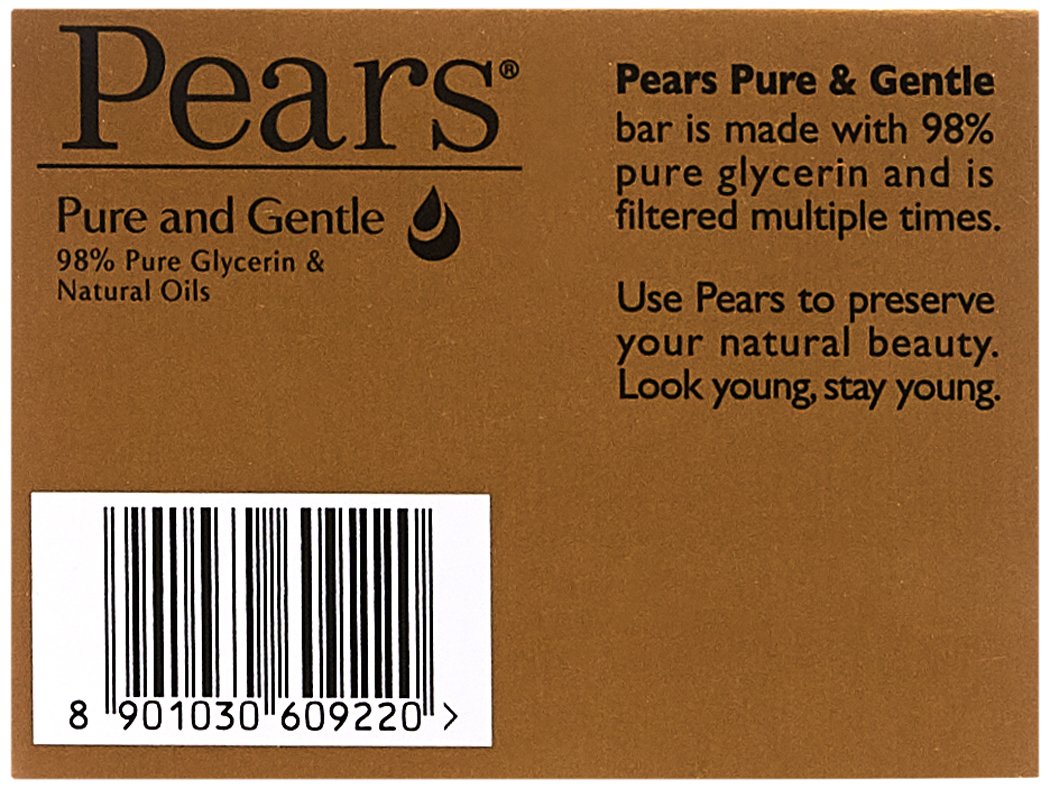 Pears®
Pure and Gentle
98% Pure Glycerin &
Natural Oils
Pears Pure & Gentle
bar is made with 98%
pure glycerin and is
filtered multiple times.
Use Pears to preserve
your natural beauty.
Look young, stay young.
8 901030 609220 >